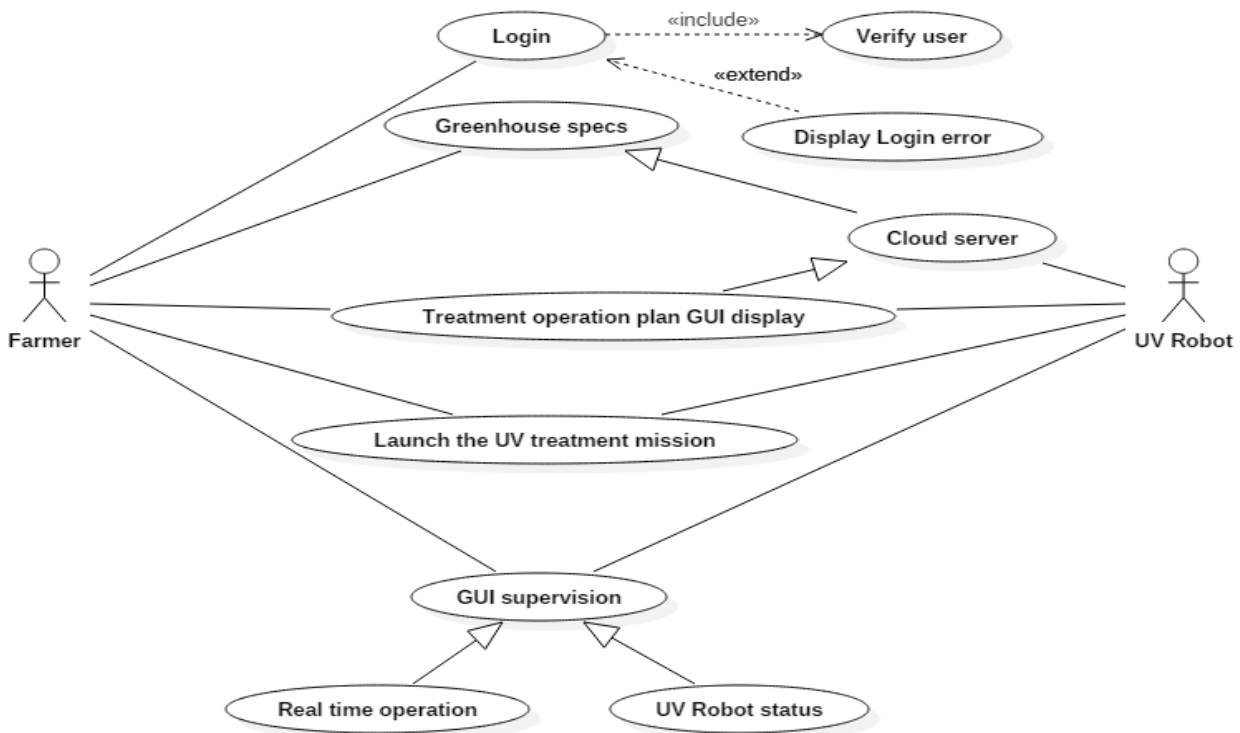 Login
«include»
Verify user
«extend»
Greenhouse specs
Display Login error
Cloud server
Treatment operation plan GUI display
Farmer
UV Robot
Launch the UV treatment mission
GUI supervision
Real time operation
UV Robot status